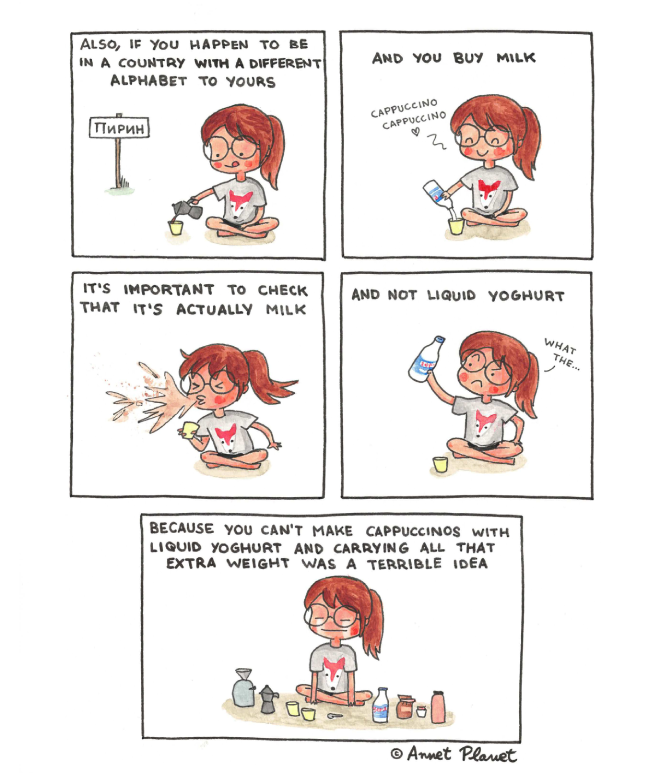 ALSO, IF YOU HAPPEN TO BE
IN A COUNTRY WITH A DIFFERENT
ALPHABET TO YOURS
ПИРИН
AND YOU BUY MILK
CAPPUCCINO
CAPPUCCINO
IT'S IMPORTANT TO CHECK
THAT IT'S ACTUALLY MILK
AND NOT LIQUID YOGHURT
WHAT
THE...
BECAUSE YOU CAN'T MAKE CAPPUCCINOS WITH
LIQUID YOGHURT AND CARRYING ALL THAT
EXTRA WEIGHT WAS A TERRIBLE IDEA
© Annet Planet